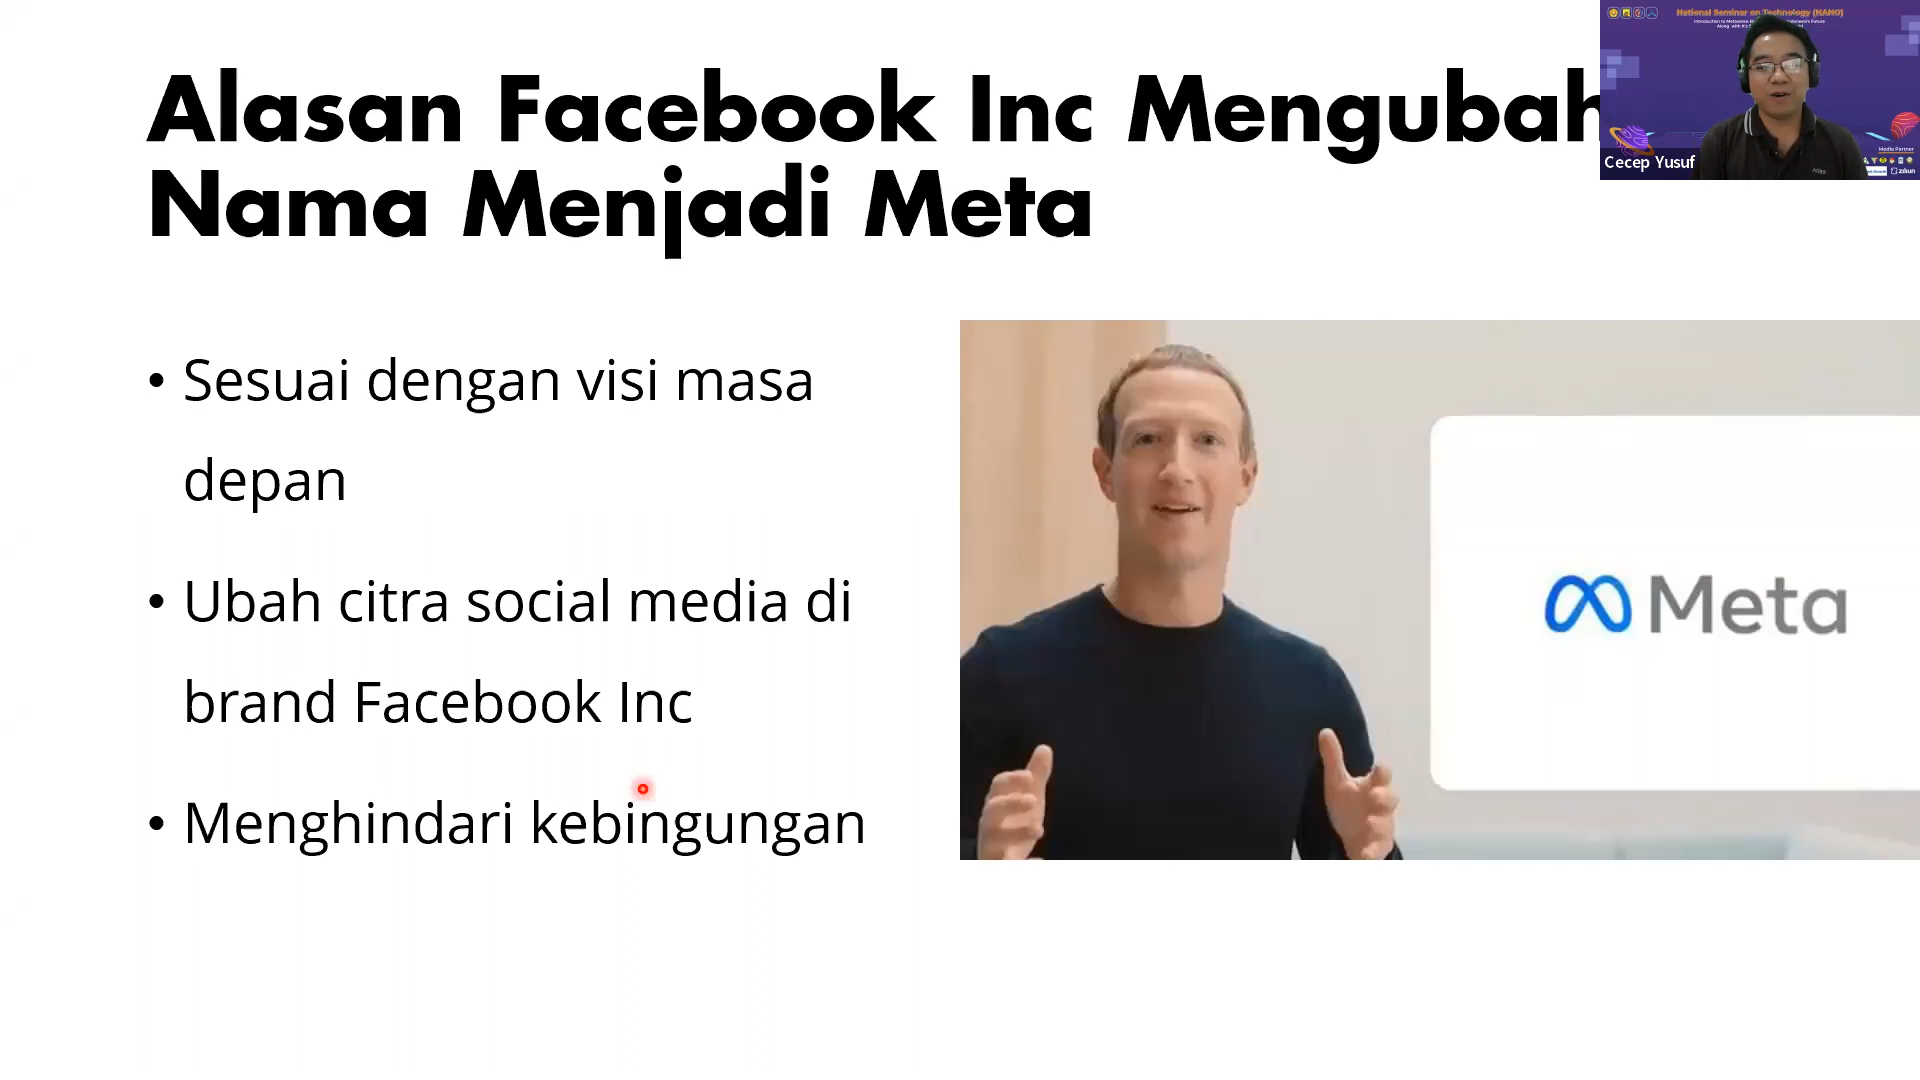 Alasan Facebook Inc Mengubah
Nama Menjadi Meta
• Sesuai dengan visi masa
depan
• Ubah citra social media di
brand Facebook Inc
• Menghindari kebingungan
Meta
National Seminar on Technology (NANO)
Cecep Yusuf
Media Partner
ziliun